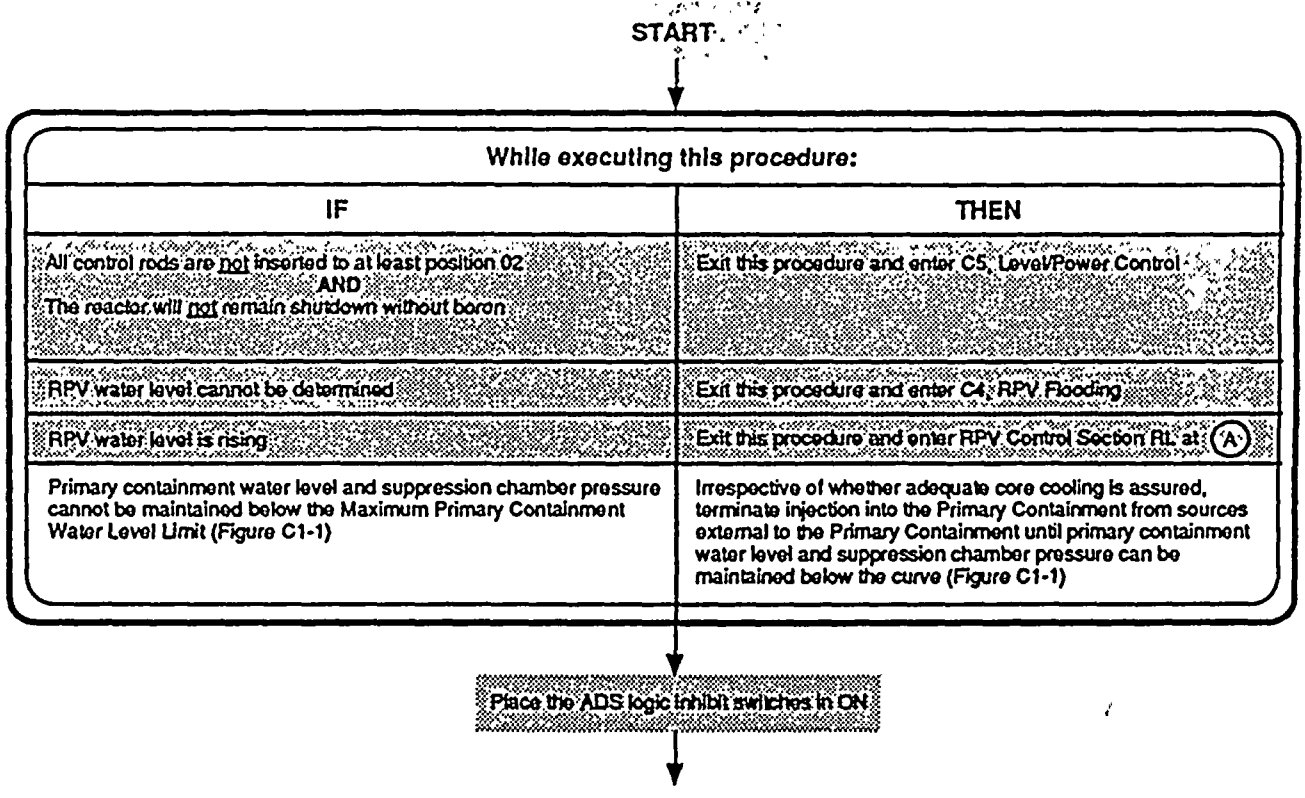 START
While executing this procedure:
IF
THEN
All control rods are not inserted to at least position 02
AND
The reactor will not remain shutdown without boron
Exit this procedure and enter C5, Level/Power Control
RPV water level cannot be determined
Exit this procedure and enter C4, RPV Flooding
RPV water level is rising
Exit this procedure and enter RPV Control Section RL at A
Primary containment water level and suppression chamber pressure
cannot be maintained below the Maximum Primary Containment
Water Level Limit (Figure C1-1)
Irrespective of whether adequate core cooling is assured,
terminate injection into the Primary Containment from sources
external to the Primary Containment until primary containment
water level and suppression chamber pressure can be
maintained below the curve (Figure C1-1)
Place the ADS logic inhibit switches in ON